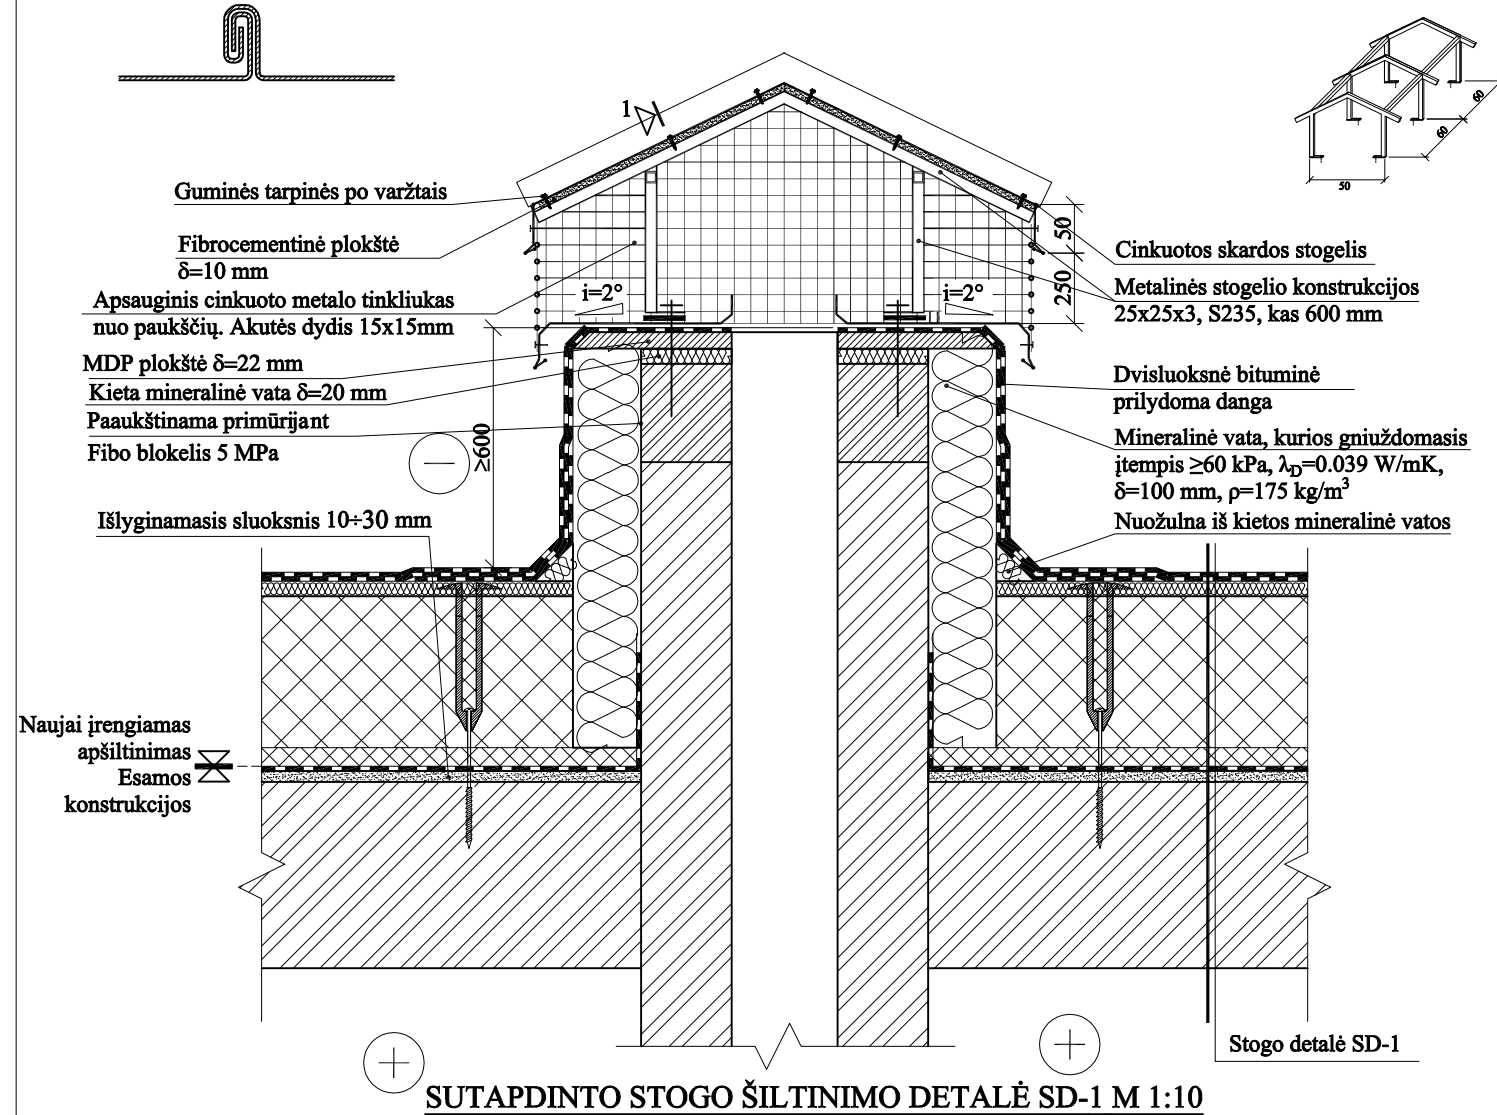 1
Guminės tarpinės po varžtais
Fibrocementinė plokštė
δ=10 mm
Apsauginis cinkuoto metalo tinkliukas
nuo paukščių. Akutės dydis 15x15mm
MDP plokštė δ=22 mm
Kieta mineralinė vata δ=20 mm
Paaukštinama primūrijant
Fibo blokelis 5 MPa
Išlyginamasis sluoksnis 10÷30 mm
≥600
i=2°
i=2°
50
250
60
60
50
Cinkuotos skardos stogelis
Metalinės stogelio konstrukcijos
25x25x3, S235, kas 600 mm
Dvisluoksnė bituminė
prilydoma danga
Mineralinė vata, kurios gniuždomasis
įtempis ≥60 kPa, λD=0.039 W/mK,
δ=100 mm, ρ=175 kg/m³
Nuožulna iš kietos mineralinė vatos
Naujai įrengiamas
apšiltinimas
Esamos
konstrukcijos
Stogo detalė SD-1
SUTAPDINTO STOGO ŠILTINIMO DETALĖ SD-1 M 1:10